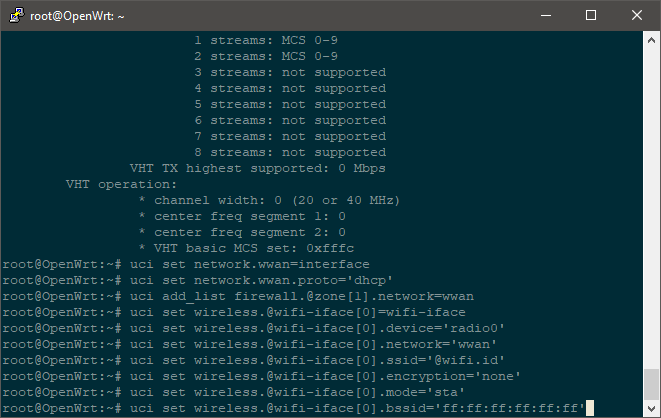 root@OpenWrt: ~
1 streams: MCS 0-9
2 streams: MCS 0-9
3 streams: not supported
4 streams: not supported
5 streams: not supported
6 streams: not supported
7 streams: not supported
8 streams: not supported
VHT TX highest supported: 0 Mbps
VHT operation:
* channel width: 0 (20 or 40 MHz)
* center freq segment 1: 0
* center freq segment 2: 0
* VHT basic MCS set: 0xfffc
root@OpenWrt:~# uci set network.wwan=interface
root@OpenWrt:~# uci set network.wwan.proto='dhcp'
root@OpenWrt:~# uci add_list firewall.@zone[1].network=wwan
root@OpenWrt:~# uci set wireless.@wifi-iface[0]=wifi-iface
root@OpenWrt:~# uci set wireless.@wifi-iface[0].device='radio0'
root@OpenWrt:~# uci set wireless.@wifi-iface[0].network='wwan'
root@OpenWrt:~# uci set wireless.@wifi-iface[0].ssid='@wifi.id'
root@OpenWrt:~# uci set wireless.@wifi-iface[0].encryption='none'
root@OpenWrt:~# uci set wireless.@wifi-iface[0].mode='sta'
root@OpenWrt:~# uci set wireless.@wifi-iface[0].bssid='ff:ff:ff:ff:ff:ff'